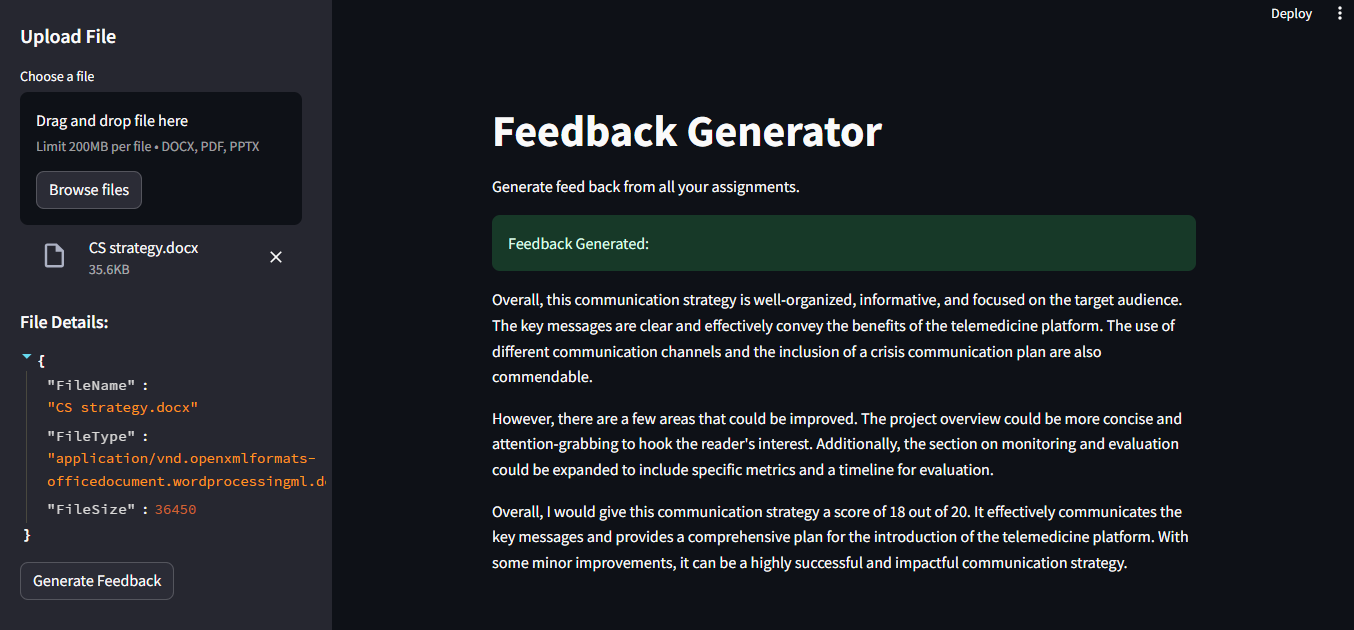 Deploy
Upload File
Choose a file
Drag and drop file here
Limit 200MB per file • DOCX, PDF, PPTX
Browse files
CS strategy.docx
35.6KB
File Details:
{
"FileName" :
"CS strategy.docx"
"FileType" :
"application/vnd.openxmlformats-
officedocument.wordprocessingml.d
"FileSize" : 36450
}
Generate Feedback
Feedback Generator
Generate feed back from all your assignments.
Feedback Generated:
Overall, this communication strategy is well-organized, informative, and focused on the target audience.
The key messages are clear and effectively convey the benefits of the telemedicine platform. The use of
different communication channels and the inclusion of a crisis communication plan are also
commendable.
However, there are a few areas that could be improved. The project overview could be more concise and
attention-grabbing to hook the reader's interest. Additionally, the section on monitoring and evaluation
could be expanded to include specific metrics and a timeline for evaluation.
Overall, I would give this communication strategy a score of 18 out of 20. It effectively communicates the
key messages and provides a comprehensive plan for the introduction of the telemedicine platform. With
some minor improvements, it can be a highly successful and impactful communication strategy.